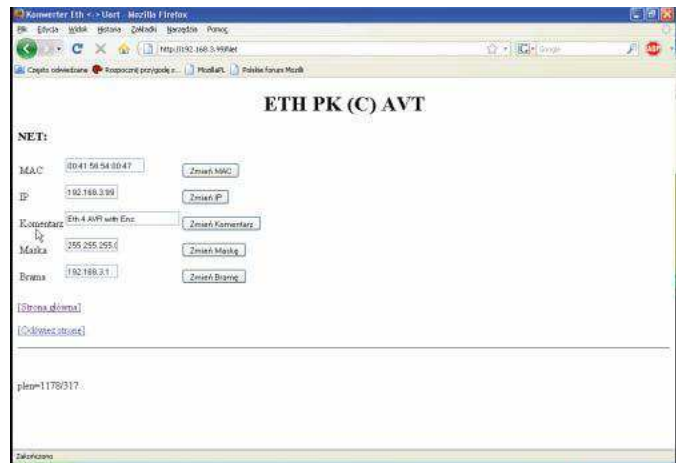 Konwerter Eth <-> Uart - Mozilla Firefox
Plik Edycja Widok Historia Zakładki Narzędzia Pomoc
http://192.168.3.99/Net
Google
ABP
Często odwiedzane Rozpocznij przygodę z... MozillaPL Polskie forum Mozilli
ETH PK (C) AVT
NET:
MAC 00:41:56:54:00:47 Zmień MAC
IP 192.168.3.99 Zmień IP
Komentarz Eth 4 AVR with Enc Zmień Komentarz
Maska 255.255.255.0 Zmień Maskę
Brama 192.168.3.1 Zmień Bramę
[Strona główna]
[Odśwież stronę]
plen=1178/317
Zakończono